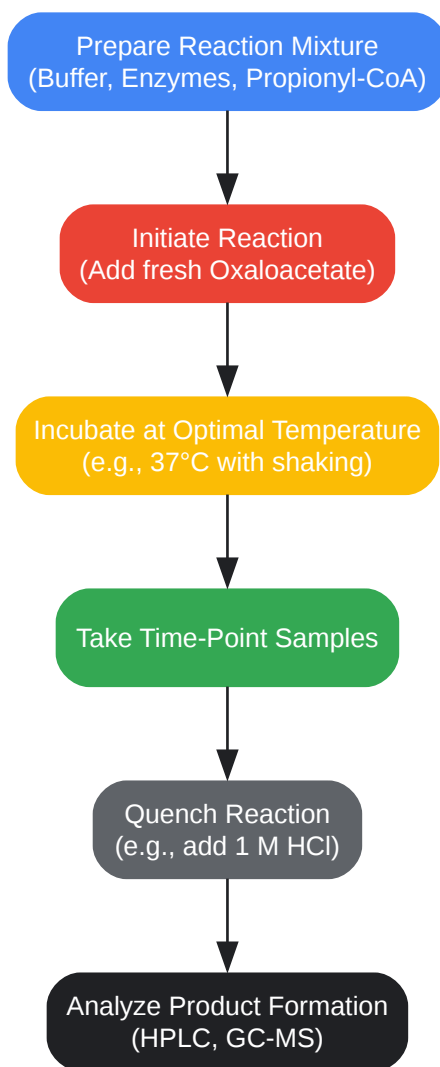 Prepare Reaction Mixture
(Buffer, Enzymes, Propionyl-CoA)
Initiate Reaction
(Add fresh Oxaloacetate)
Incubate at Optimal Temperature
(e.g., 37°C with shaking)
Take Time-Point Samples
Quench Reaction
(e.g., add 1 M HCl)
Analyze Product Formation
(HPLC, GC-MS)